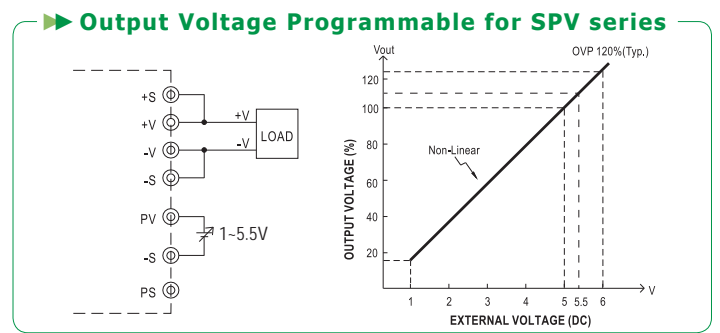 Output Voltage Programmable for SPV series
+S
+V
-V
-S
PV
-S
PS
+V
-V
LOAD
1~5.5V
Vout
OVP 120%(Typ.)
OUTPUT VOLTAGE (%)
120
100
80
60
40
20
Non-Linear
1 2 3 4 5 5.5 6
V
EXTERNAL VOLTAGE (DC)